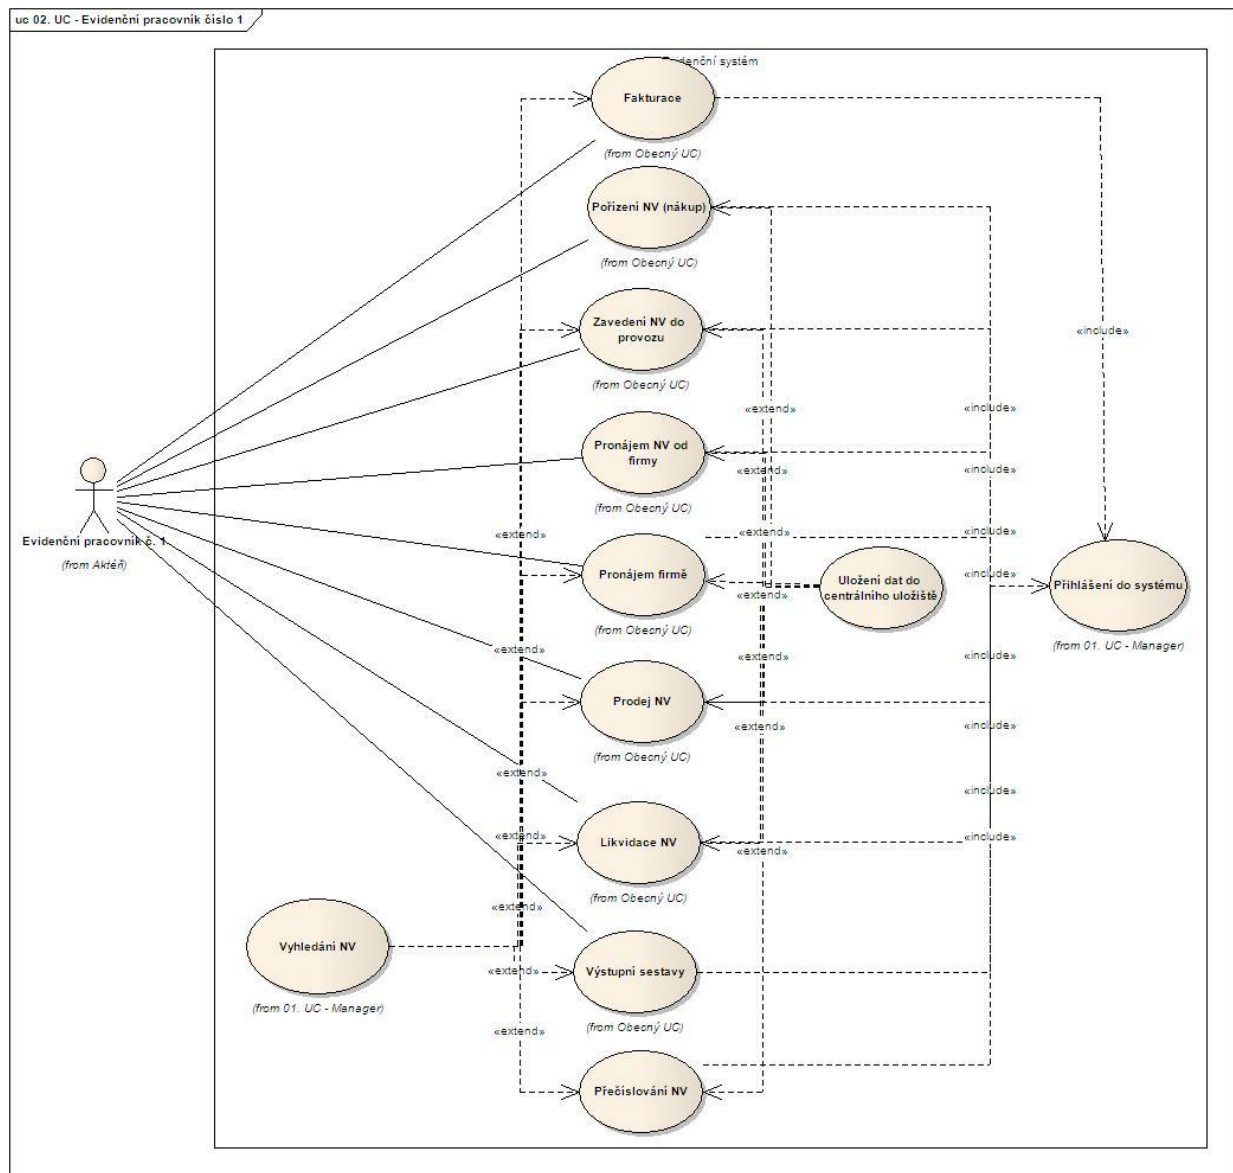 uc 02. UC - Evidenční pracovník číslo 1
Evidenční systém
Fakturace
(from Obecný UC)
Pořízení NV (nákup)
(from Obecný UC)
Zavedení NV do
provozu
(from Obecný UC)
«include»
«extend»
«include»
Pronájem NV od
firmy
(from Obecný UC)
«extend»
«include»
Evidenční pracovník č. 1
(from Aktéři)
«extend»
«extend»
«include»
Pronájem firmě
(from Obecný UC)
«include»
Uložení dat do
centrálního uložiště
«extend»
«include»
Přihlášení do systému
(from 01. UC - Manager)
«extend»
«extend»
«include»
Prodej NV
(from Obecný UC)
«extend»
«include»
«extend»
«include»
«extend»
Likvidace NV
(from Obecný UC)
«include»
«extend»
«extend»
Vyhledání NV
(from 01. UC - Manager)
«extend»
Výstupní sestavy
(from Obecný UC)
«extend»
Přečíslování NV